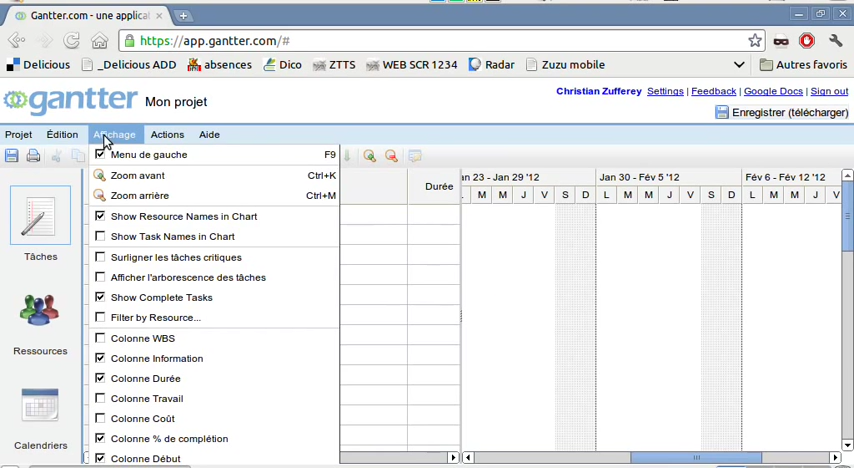 Gantter.com - une applicat
https://app.gantter.com/#
Delicious _Delicious ADD absences Dico ZTTS WEB SCR 1234 Radar Zuzu mobile Autres favoris
gantter Mon projet
Christian Zufferey Settings | Feedback | Google Docs | Sign out
Enregistrer (télécharger)
Projet Édition Affichage Actions Aide
Menu de gauche F9
Zoom avant Ctrl+K
Zoom arrière Ctrl+M
Show Resource Names in Chart
Show Task Names in Chart
Surligner les tâches critiques
Afficher l'arborescence des tâches
Show Complete Tasks
Filter by Resource...
Colonne WBS
Colonne Information
Colonne Durée
Colonne Travail
Colonne Coût
Colonne % de complétion
Colonne Début
Tâches
Ressources
Calendriers
Durée
an 23 - Jan 29 '12 Jan 30 - Fév 5 '12 Fév 6 - Fév 12 '12
M M J V S D L M M J V S D L M M J V